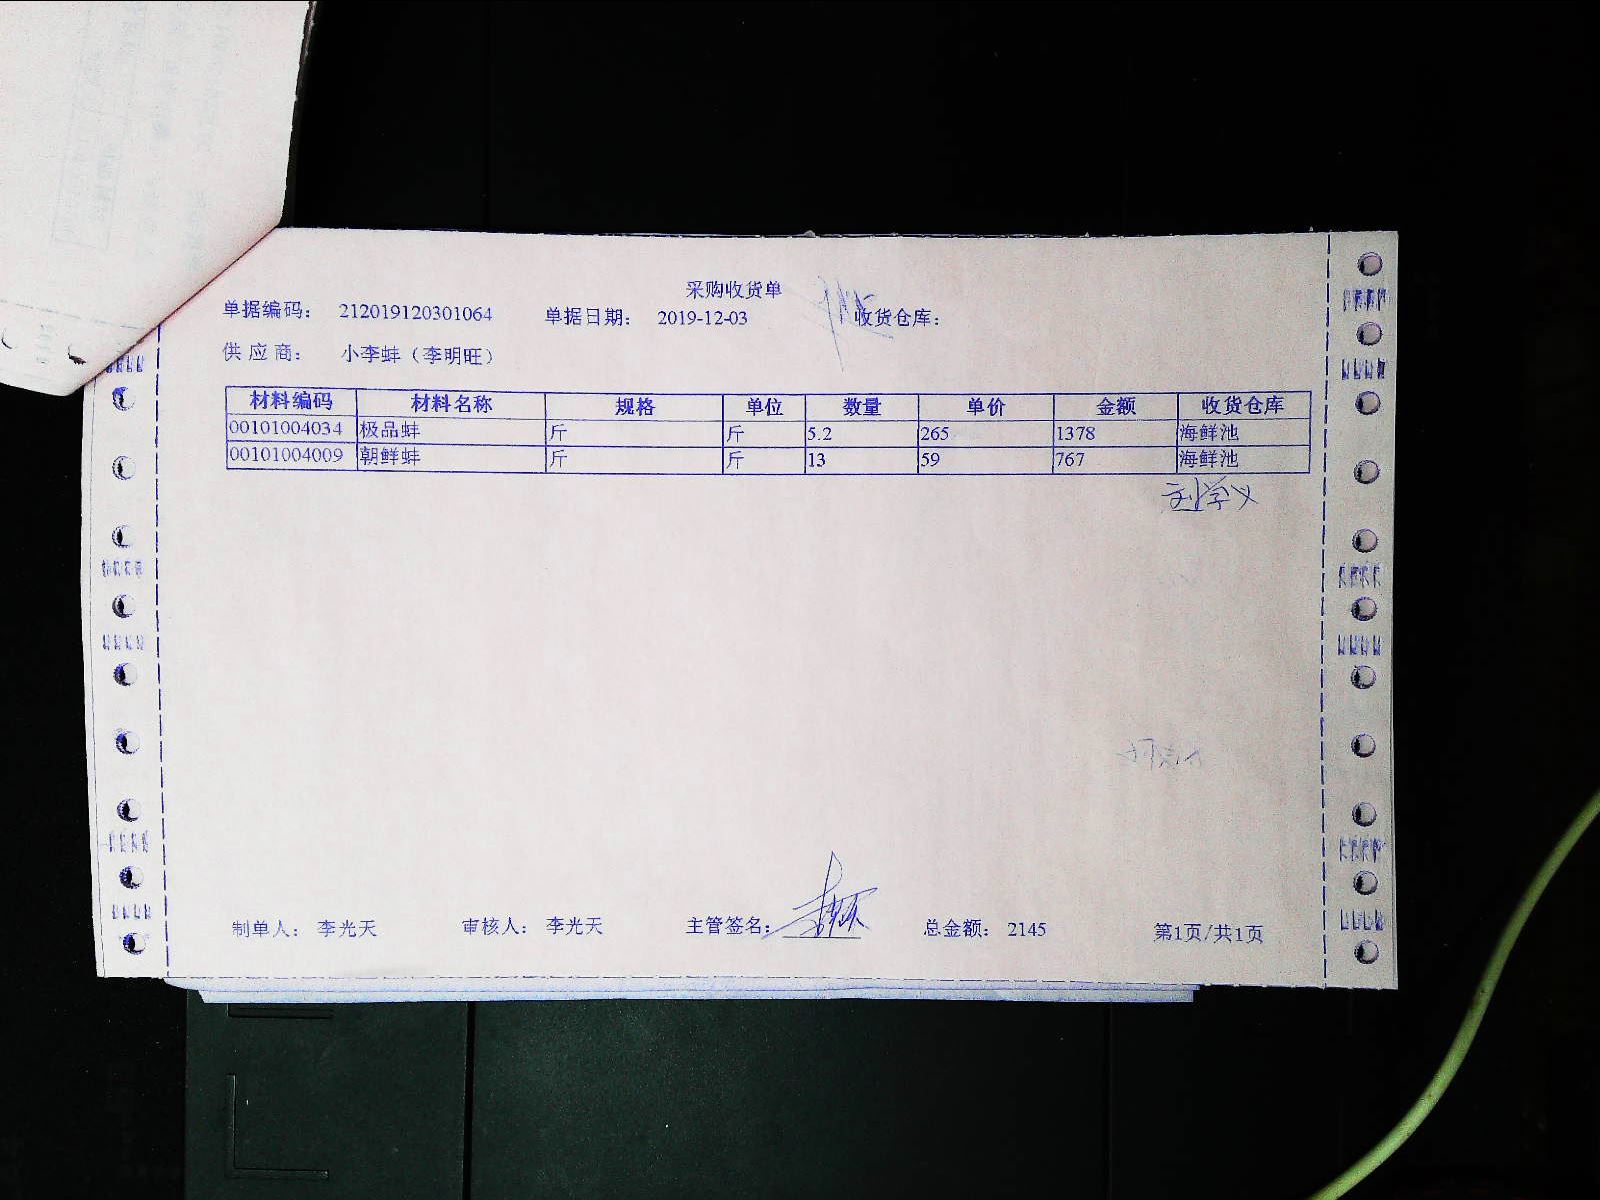 采购收货单
单据编码： 212019120301064 单据日期： 2019-12-03 收货仓库：
供 应 商： 小李蚌（李明旺）
材料编码 材料名称 规格 单位 数量 单价 金额 收货仓库
00101004034 极品蚌 斤 斤 5.2 265 1378 海鲜池
00101004009 朝鲜蚌 斤 斤 13 59 767 海鲜池
刘学义
制单人： 李光天 审核人： 李光天 主管签名： 总金额： 2145 第1页/共1页